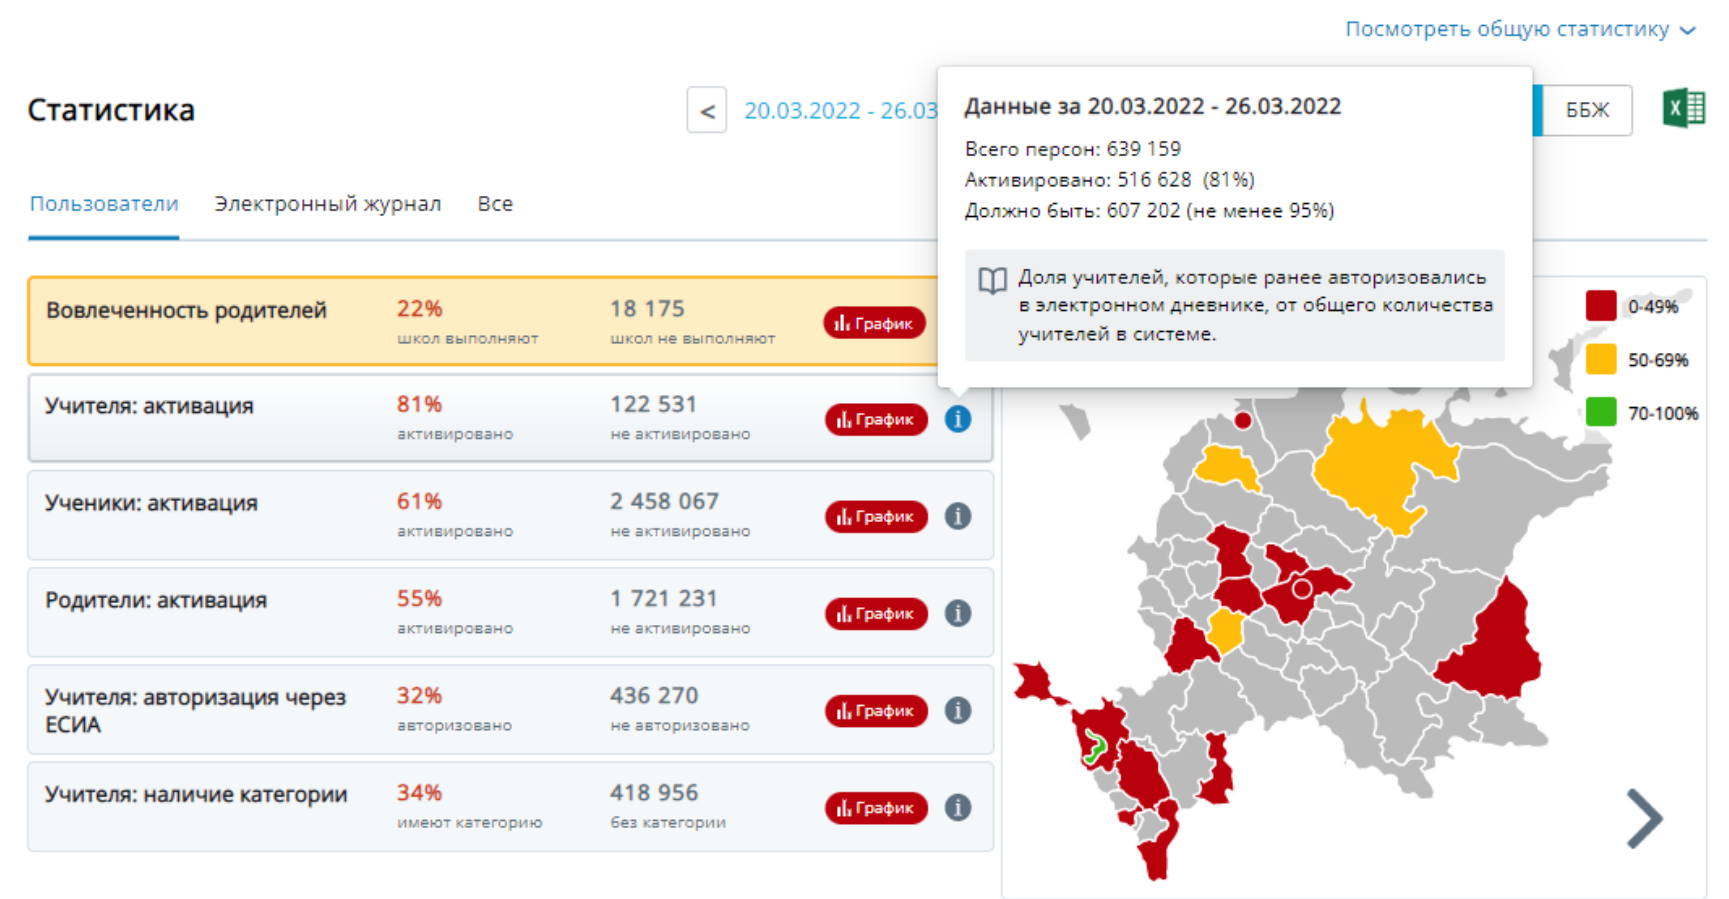 Посмотреть общую статистику
Статистика
< 20.03.2022 - 26.03
ББЖ
Данные за 20.03.2022 - 26.03.2022
Всего персон: 639 159
Активировано: 516 628 (81%)
Должно быть: 607 202 (не менее 95%)
Доля учителей, которые ранее авторизовались
в электронном дневнике, от общего количества
учителей в системе.
Пользователи Электронный журнал Все
Вовлеченность родителей 22% 18 175 График
школ выполняют школ не выполняют
Учителя: активация 81% 122 531 График i
активировано не активировано
Ученики: активация 61% 2 458 067 График i
активировано не активировано
Родители: активация 55% 1 721 231 График i
активировано не активировано
Учителя: авторизация через 32% 436 270 График i
ЕСИА авторизовано не авторизовано
Учителя: наличие категории 34% 418 956 График i
имеют категорию без категории
0-49%
50-69%
70-100%